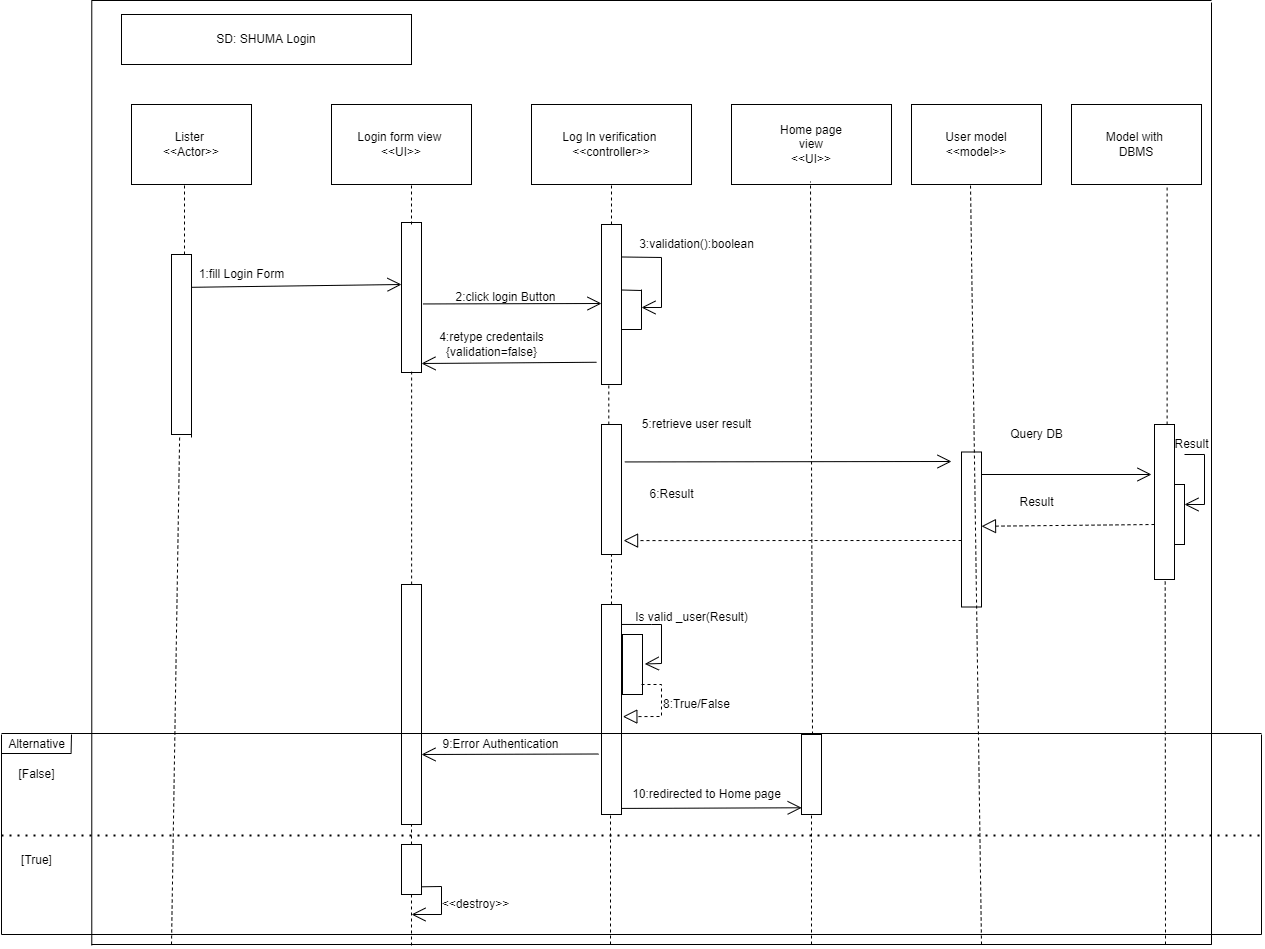 SD: SHUMA Login
Lister
<<Actor>>
Login form view
<<UI>>
Log In verification
<<controller>>
Home page
view
<<UI>>
User model
<<model>>
Model with
DBMS
3:validation():boolean
1:fill Login Form
2:click login Button
4:retype credentails
{validation=false}
5:retrieve user result
Query DB
Result
6:Result
Result
Is valid _user(Result)
8:True/False
Alternative
9:Error Authentication
[False]
10:redirected to Home page
[True]
<<destroy>>